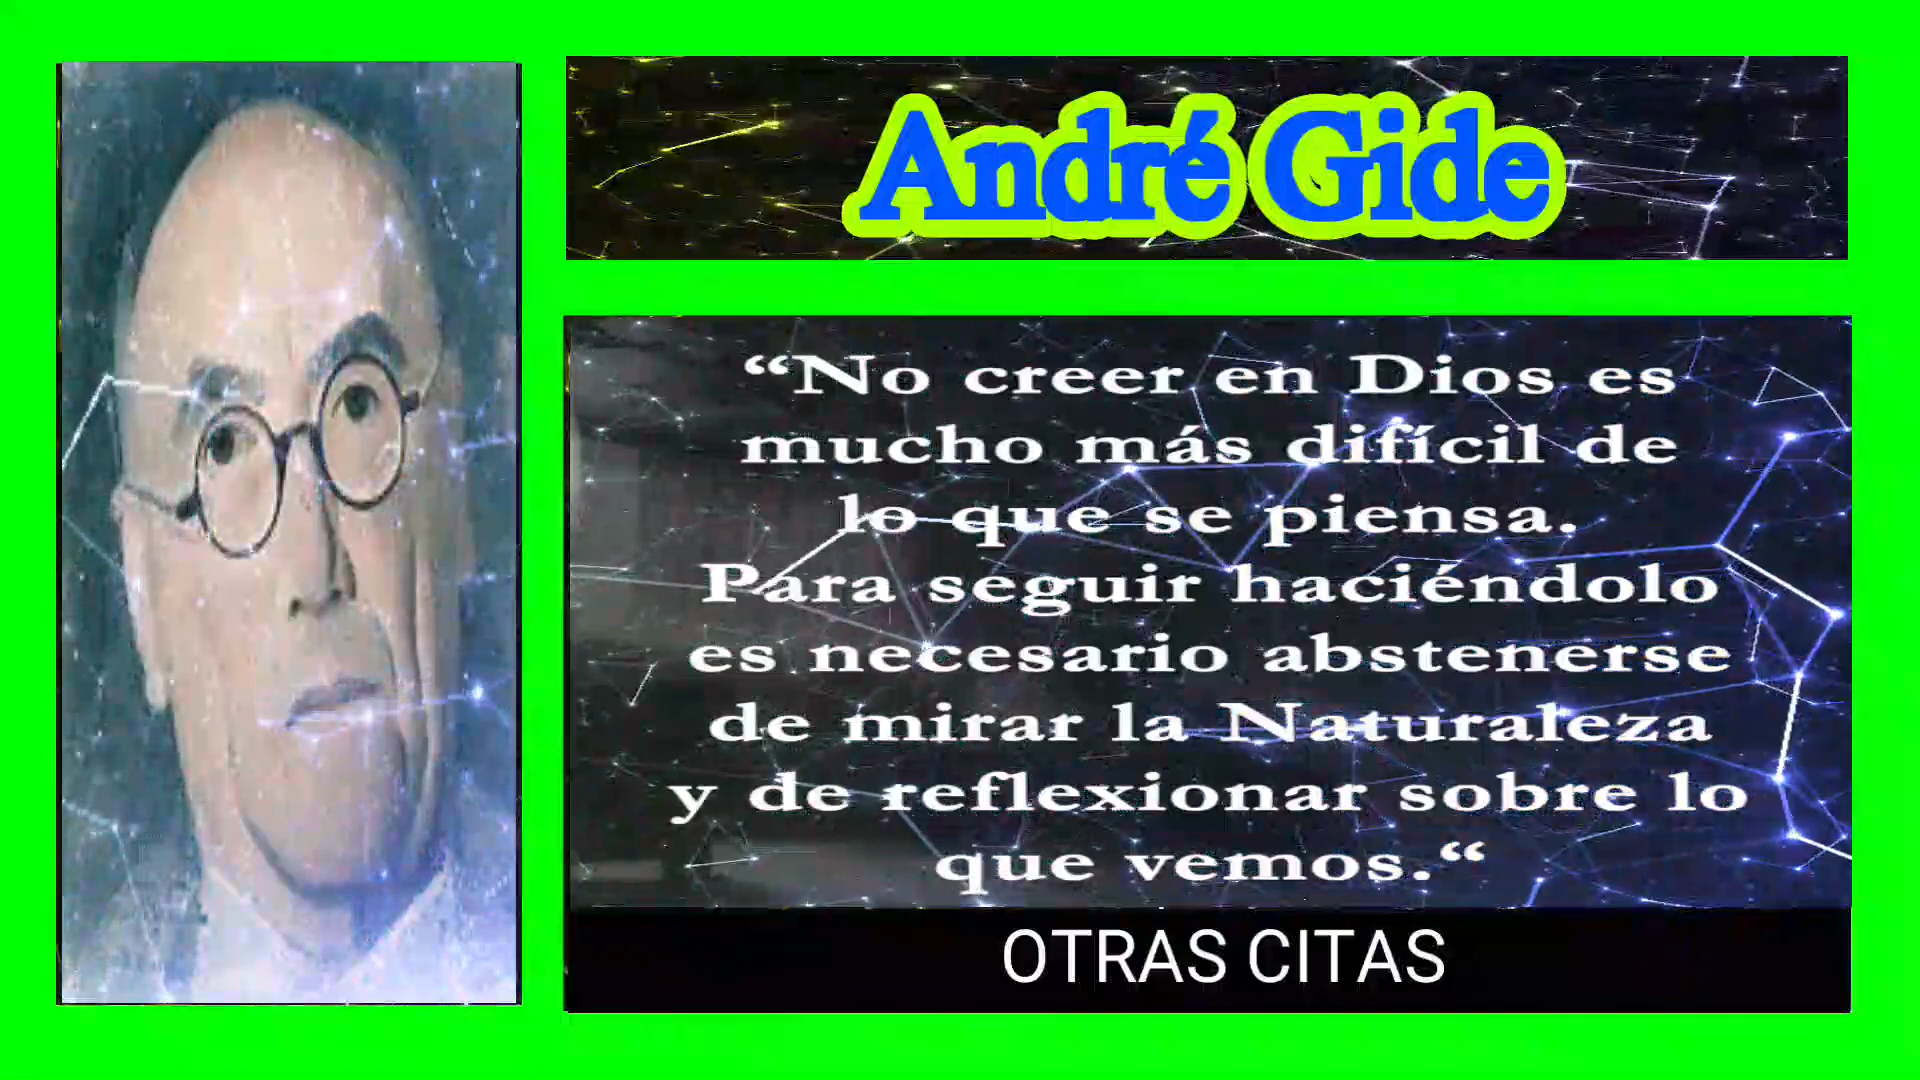 André Gide
“No creer en Dios es
mucho más difícil de
lo que se piensa.
Para seguir haciéndolo
es necesario abstenerse
de mirar la Naturaleza
y de reflexionar sobre lo
que vemos.“
OTRAS CITAS